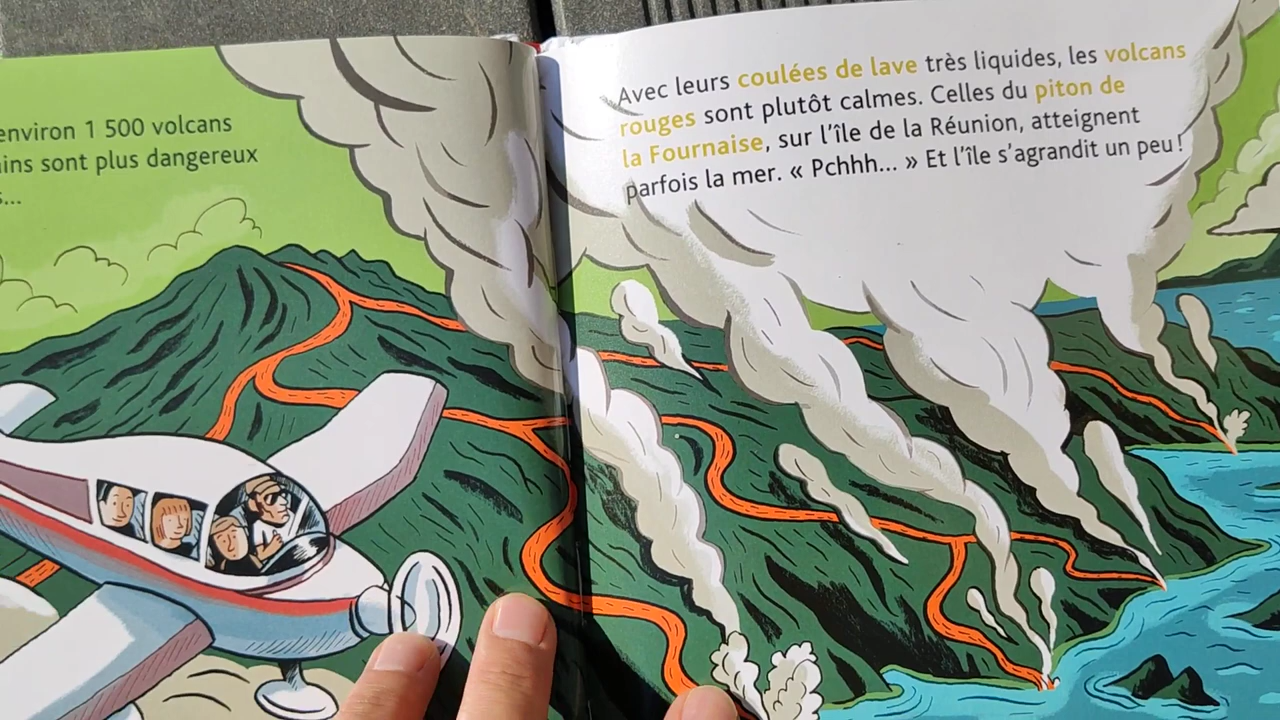 environ 1 500 volcans
sont plus dangereux
Avec leurs coulées de lave très liquides, les volcans
rouges sont plutôt calmes. Celles du piton de
la Fournaise, sur l'île de la Réunion, atteignent
parfois la mer. « Pchhh... » Et l'île s'agrandit un peu !